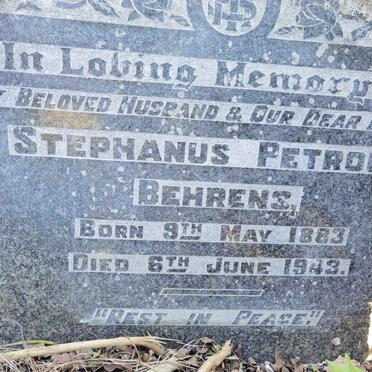 IHS
In Loving Memory
BELOVED HUSBAND & OUR DEAR
STEPHANUS PETRO
BEHRENS,
BORN 9TH MAY 1883
DIED 6TH JUNE 1943.
"REST IN PEACE."